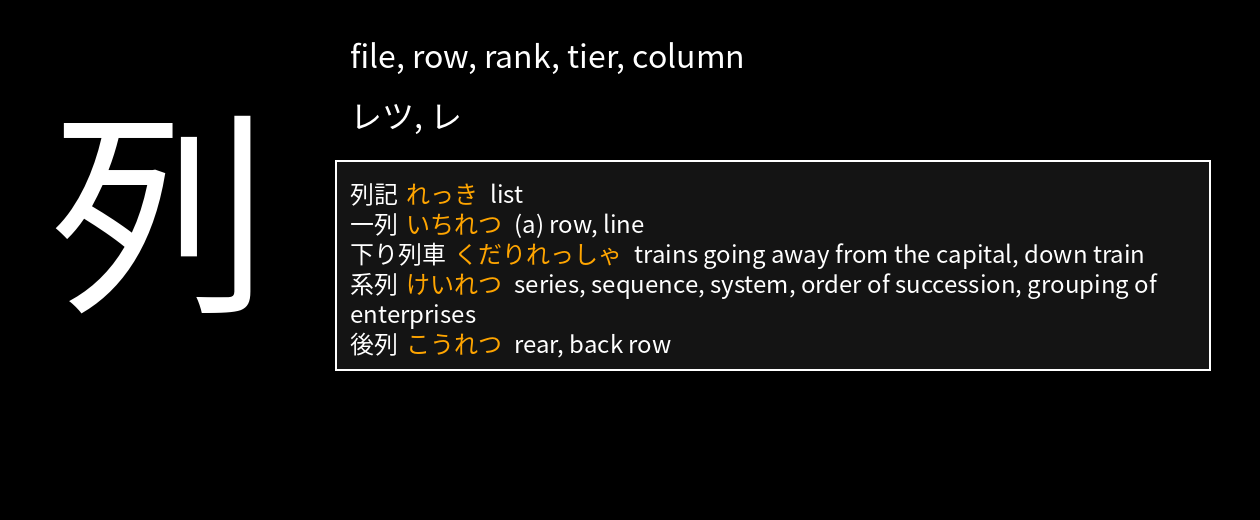 列
file, row, rank, tier, column
レツ, レ
列記 れっき list
一列 いちれつ (a) row, line
下り列車 くだりれっしゃ trains going away from the capital, down train
系列 けいれつ series, sequence, system, order of succession, grouping of
enterprises
後列 こうれつ rear, back row